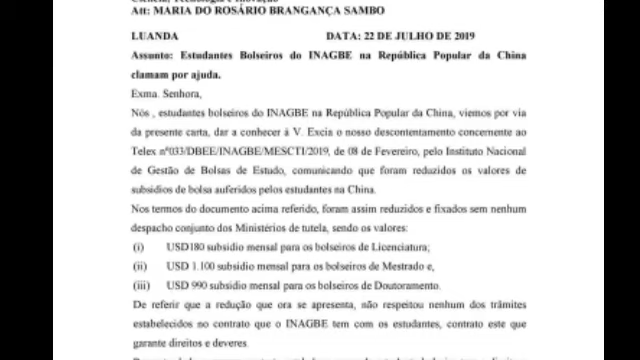 Ciência, Tecnologia e Inovação
Att: MARIA DO ROSÁRIO BRANGANÇA SAMBO
LUANDA DATA: 22 DE JULHO DE 2019
Assunto: Estudantes Bolseiros do INAGBE na República Popular da China
clamam por ajuda.
Exma. Senhora,
Nós , estudantes bolseiros do INAGBE na República Popular da China, viemos por via
da presente carta, dar a conhecer à V. Excia o nosso descontentamento concernente ao
Telex nº033/DBEE/INAGBE/MESCTI/2019, de 08 de Fevereiro, pelo Instituto Nacional
de Gestão de Bolsas de Estudo, comunicando que foram reduzidos os valores de
subsidios de bolsa auferidos pelos estudantes na China.
Nos termos do documento acima referido, foram assim reduzidos e fixados sem nenhum
despacho conjunto dos Ministérios de tutela, sendo os valores:
(i) USD180 subsidio mensal para os bolseiros de Licenciatura;
(ii) USD 1.100 subsidio mensal para os bolseiros de Mestrado e,
(iii) USD 990 subsidio mensal para os bolseiros de Doutoramento.
De referir que a redução que ora se apresenta, não respeitou nenhum dos trâmites
estabelecidos no contrato que o INAGBE tem com os estudantes, contrato este que
garante direitos e deveres.